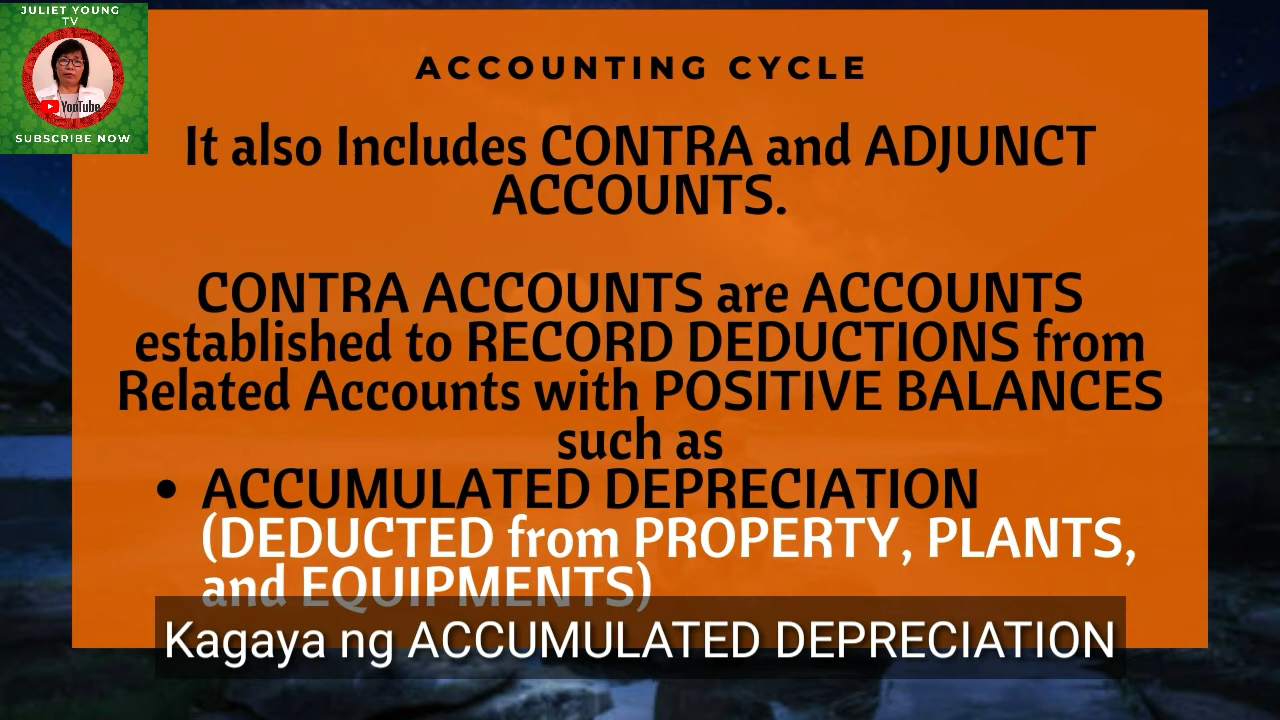 JULIET YOUNG
TV
YouTube
SUBSCRIBE NOW
ACCOUNTING CYCLE
It also Includes CONTRA and ADJUNCT
ACCOUNTS.
CONTRA ACCOUNTS are ACCOUNTS
established to RECORD DEDUCTIONS from
Related Accounts with POSITIVE BALANCES
such as
• ACCUMULATED DEPRECIATION
(DEDUCTED from PROPERTY, PLANTS,
and EQUIPMENTS)
Kagaya ng ACCUMULATED DEPRECIATION